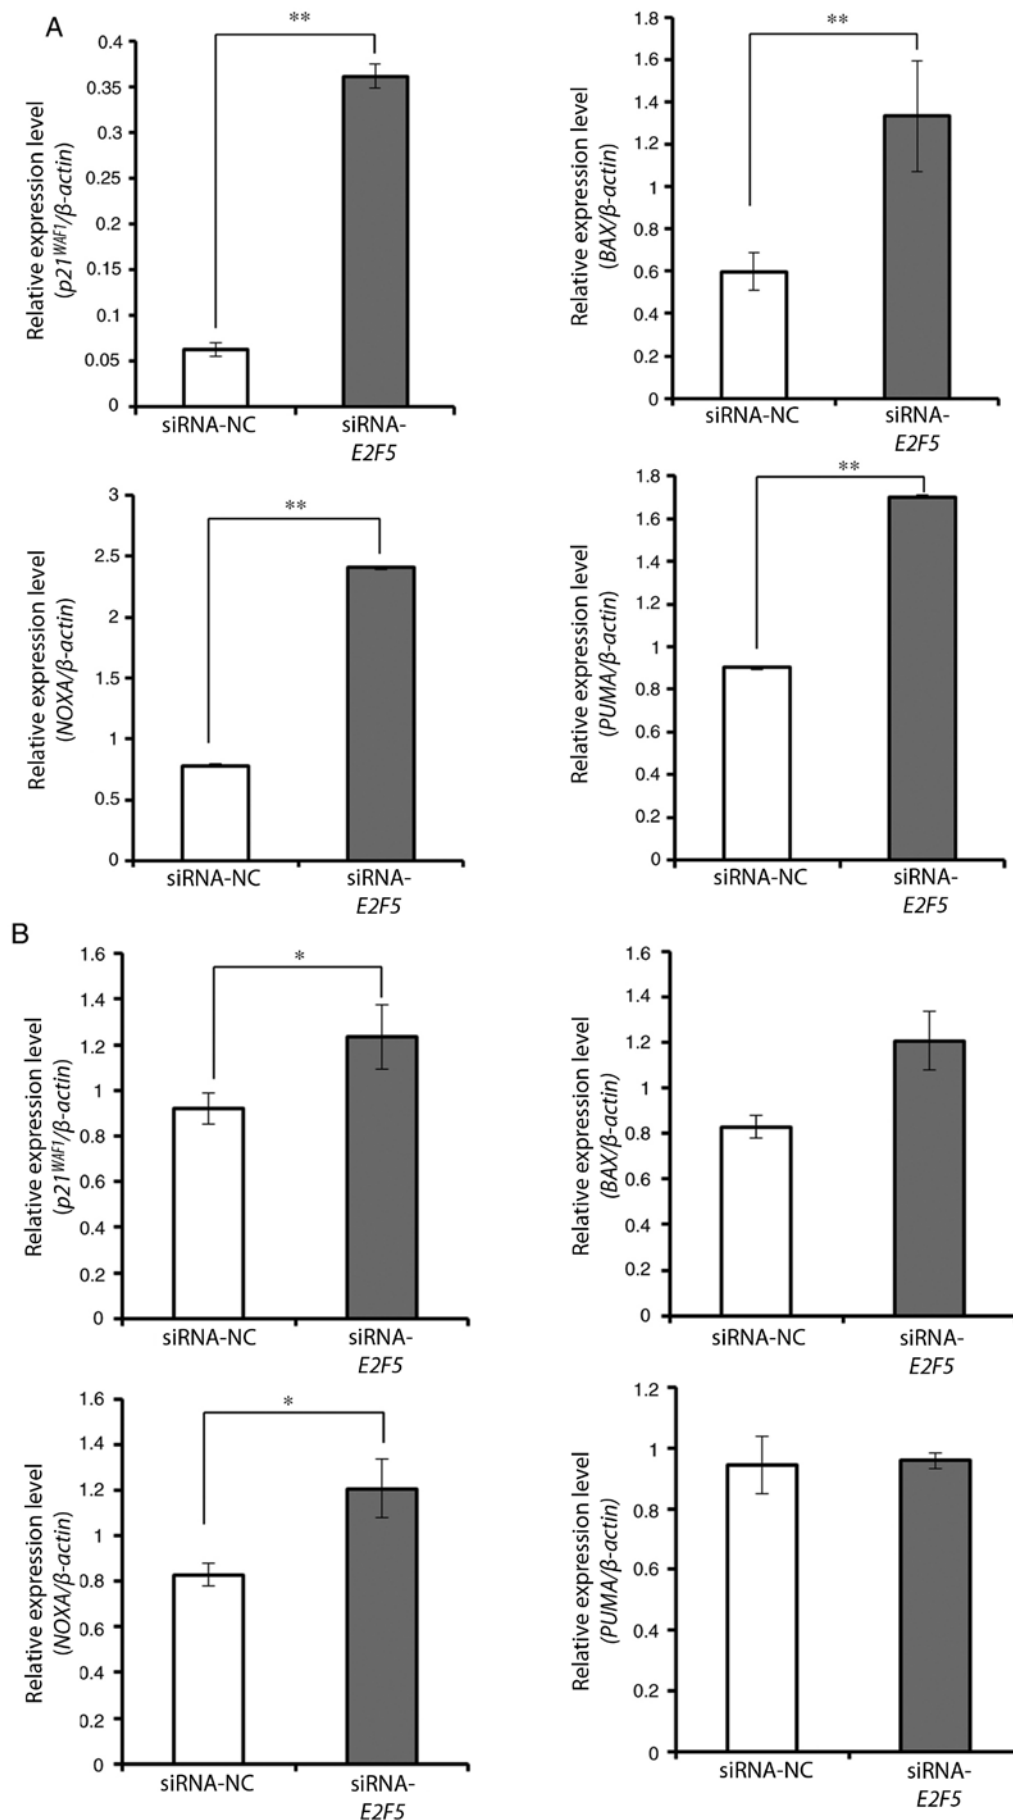 A
**
Relative expression level
(p21WAF1/β-actin)
0.4
0.35
0.3
0.25
0.2
0.15
0.1
0.05
0
siRNA-NC
siRNA-
E2F5
**
Relative expression level
(BAX/β-actin)
1.8
1.6
1.4
1.2
1
0.8
0.6
0.4
0.2
0
siRNA-NC
siRNA-
E2F5
**
Relative expression level
(NOXA/β-actin)
3
2.5
2
1.5
1
0.5
0
siRNA-NC
siRNA-
E2F5
**
Relative expression level
(PUMA/β-actin)
1.8
1.6
1.4
1.2
1
0.8
0.6
0.4
0.2
0
siRNA-NC
siRNA-
E2F5
B
*
Relative expression level
(p21WAF1/β-actin)
1.6
1.4
1.2
1
0.8
0.6
0.4
0.2
0
siRNA-NC
siRNA-
E2F5
Relative expression level
(BAX/β-actin)
1.6
1.4
1.2
1
0.8
0.6
0.4
0.2
0
siRNA-NC
siRNA-
E2F5
*
Relative expression level
(NOXA/β-actin)
1.6
1.4
1.2
1
0.8
0.6
0.4
0.2
0
siRNA-NC
siRNA-
E2F5
Relative expression level
(PUMA/β-actin)
1.2
1
0.8
0.6
0.4
0.2
0
siRNA-NC
siRNA-
E2F5